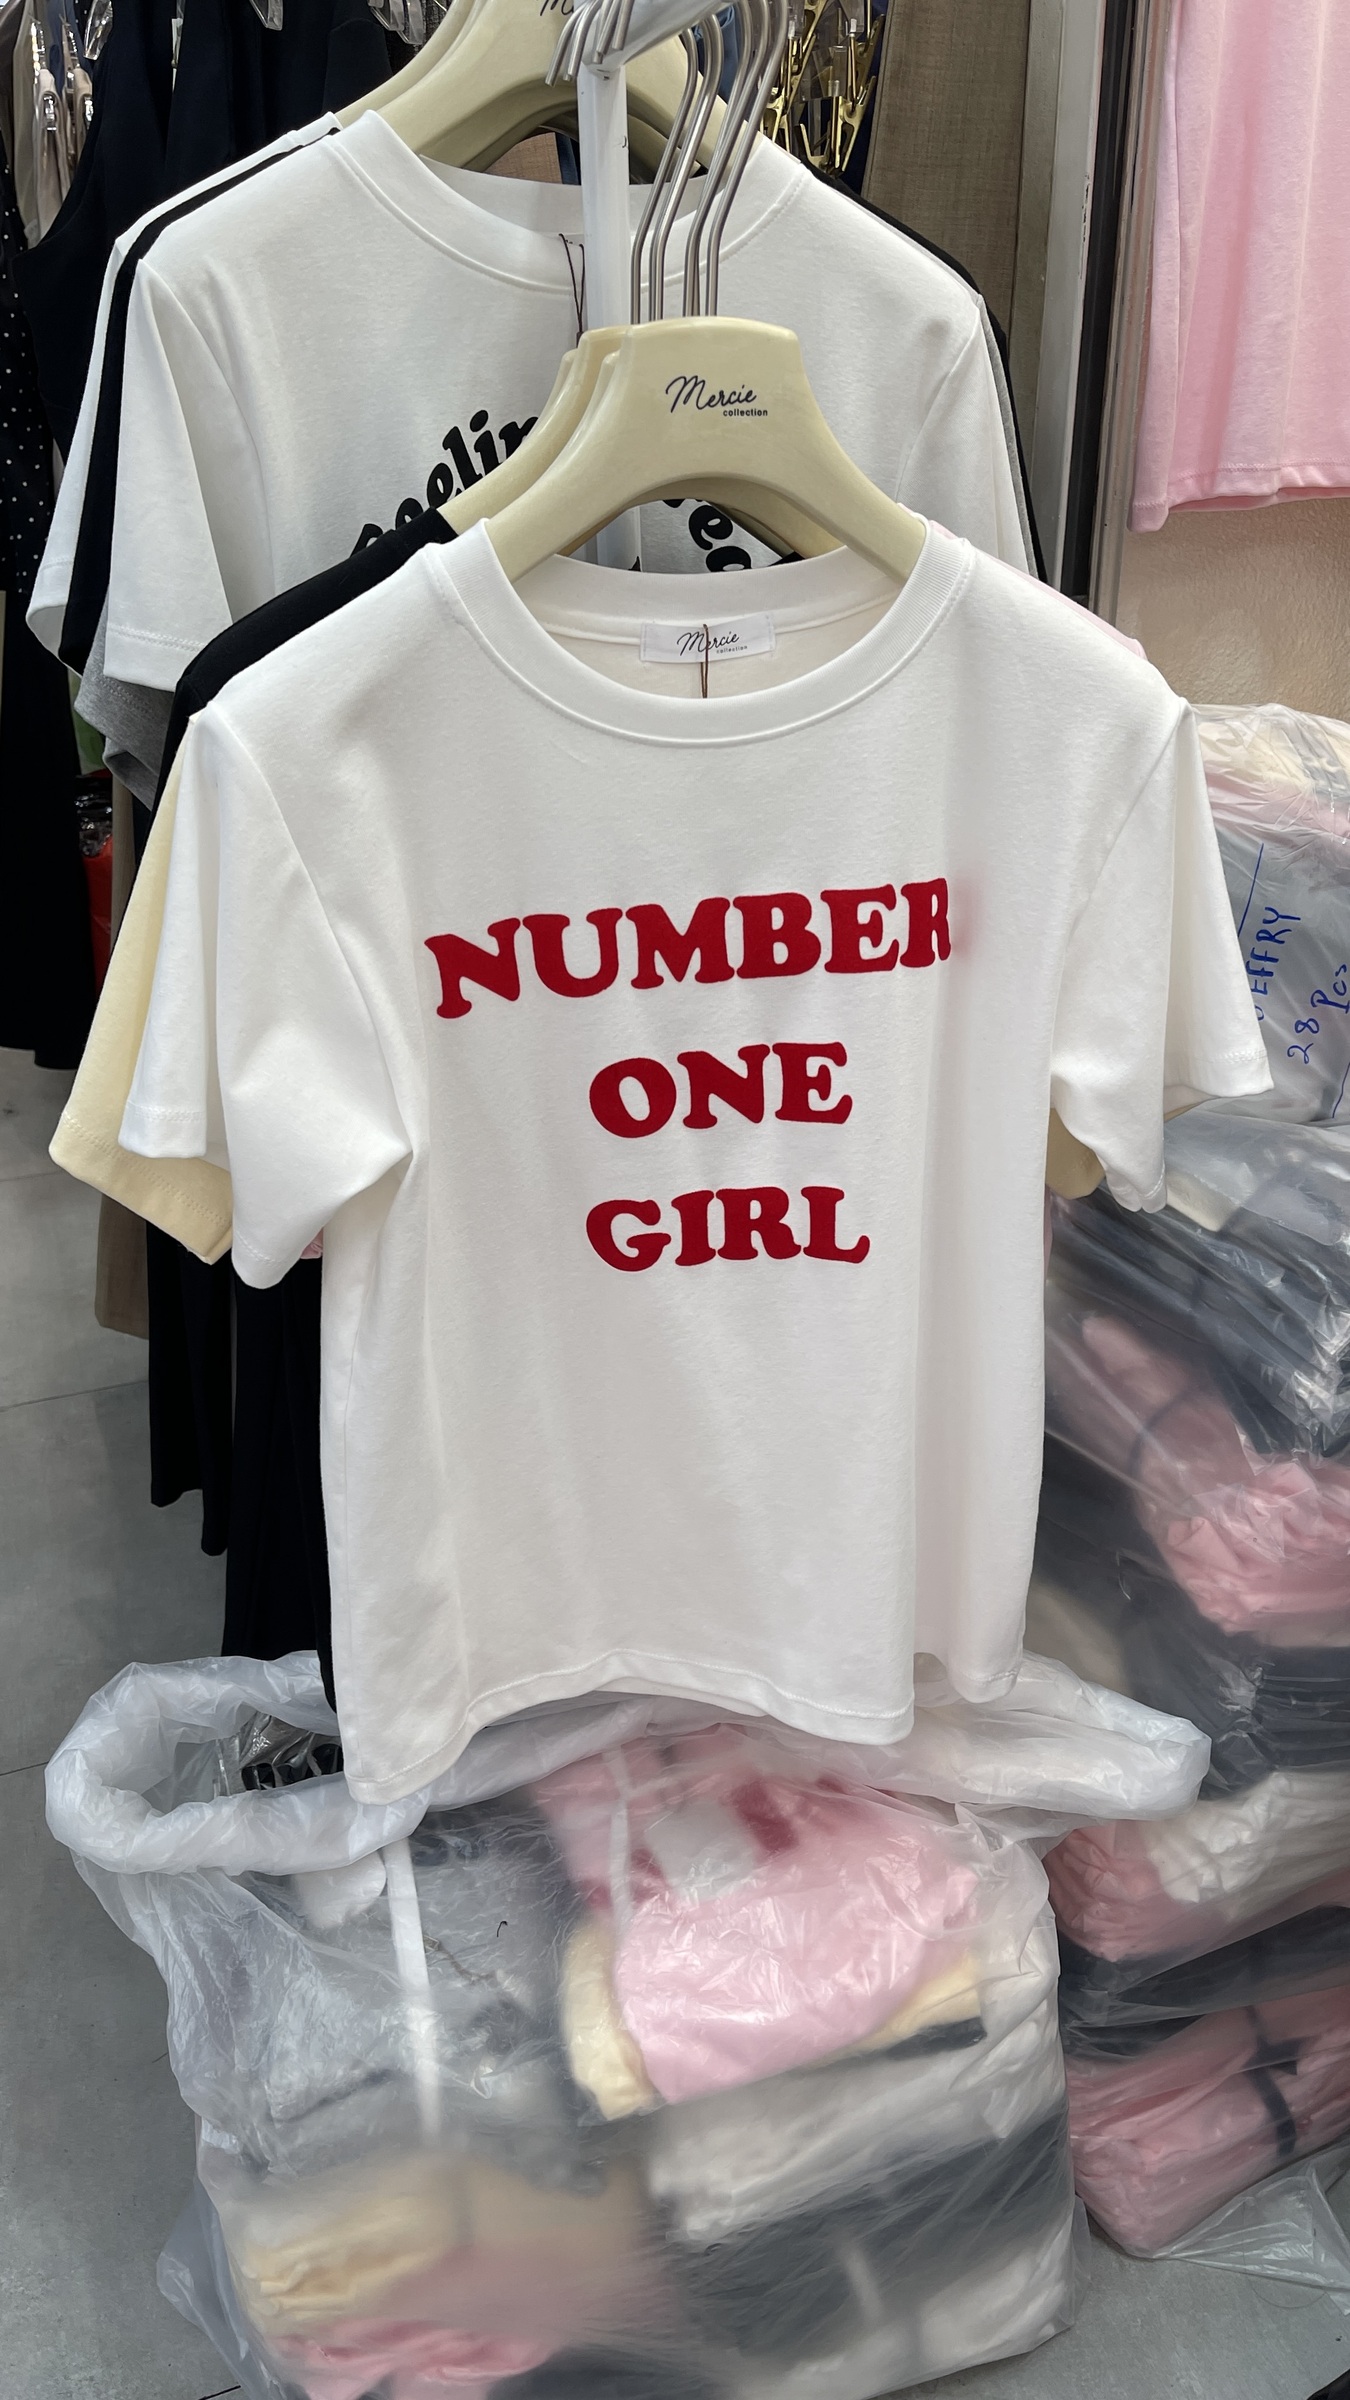 Mercie
collection
Mercie
collection
NUMBER
ONE
GIRL
28 Pcs